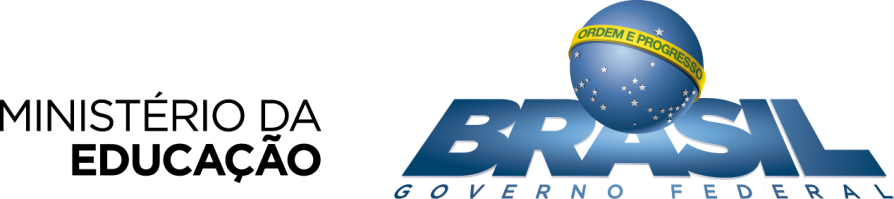 MINISTÉRIO DA
EDUCAÇÃO
ORDEM E PROGRESSO
BRASIL
GOVERNO FEDERAL